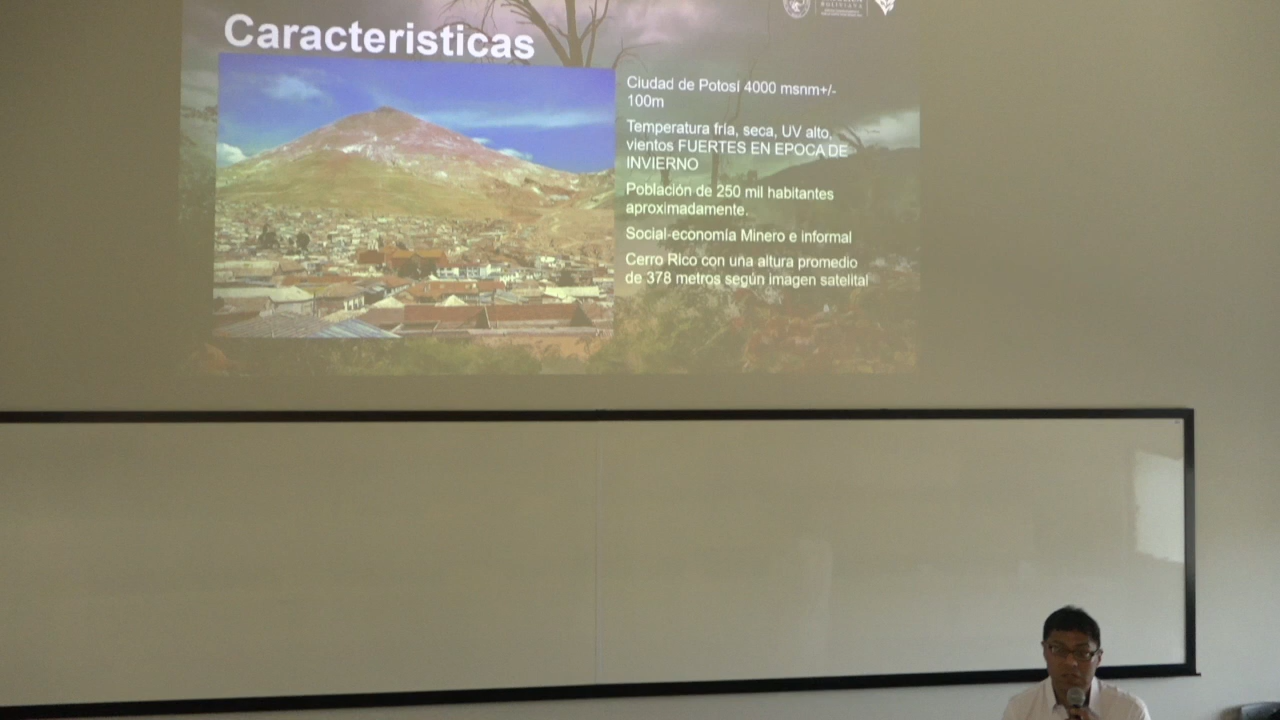 Caracteristicas
Ciudad de Potosí 4000 msnm+/-
100m
Temperatura fría, seca, UV alto,
vientos FUERTES EN EPOCA DE
INVIERNO
Población de 250 mil habitantes
aproximadamente.
Social-economía Minero e informal
Cerro Rico con una altura promedio
de 378 metros según imagen satelital